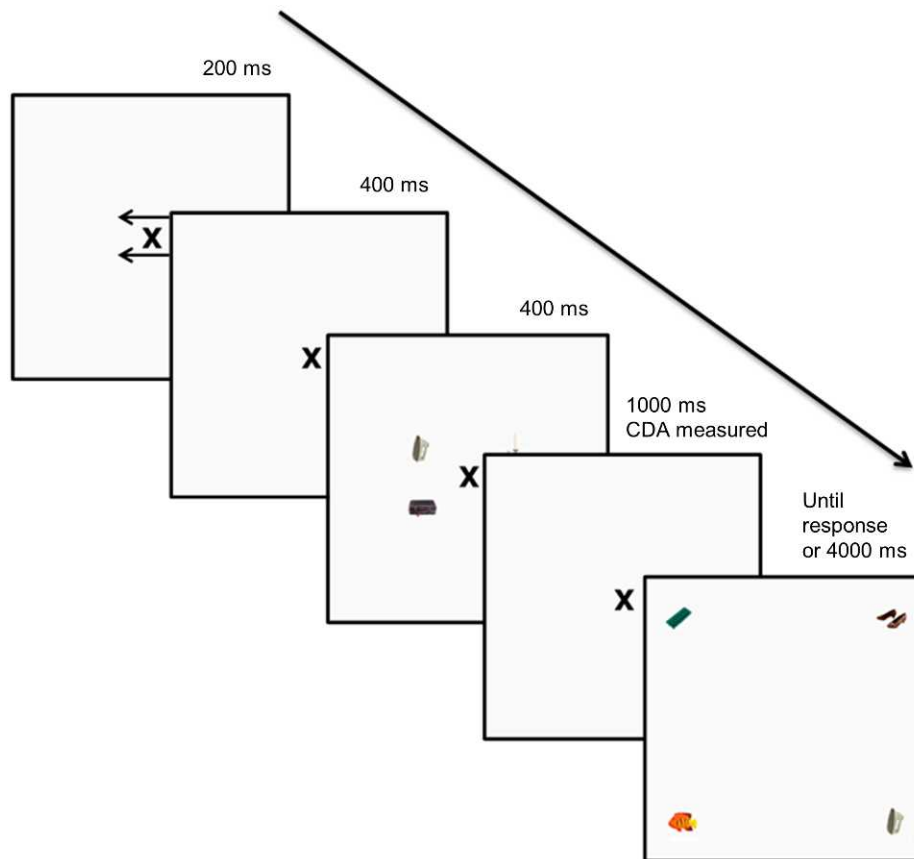 200 ms
X
400 ms
X
400 ms
X
1000 ms
CDA measured
X
Until
response
or 4000 ms